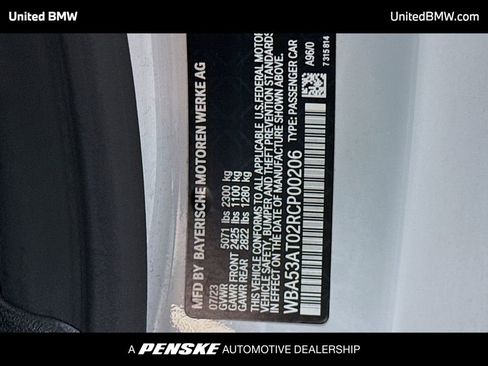 United BMW
UnitedBMW.com
MFD BY BAYERISCHE MOTOREN WERKE AG
07/23
GVWR 5071 lbs 2300 kg
GAWR FRONT 2425 lbs 1100 kg
GAWR REAR 2822 lbs 1280 kg
THIS VEHICLE CONFORMS TO ALL APPLICABLE U.S.FEDERAL MOTOR
VEHICLE SAFETY, BUMPER AND THEFT PREVENTION STANDARDS
IN EFFECT ON THE DATE OF MANUFACTURE SHOWN ABOVE.
WBA53AT02RCP00206 TYPE: PASSENGER CAR
A96/0
7315814
A PENSKE AUTOMOTIVE DEALERSHIP